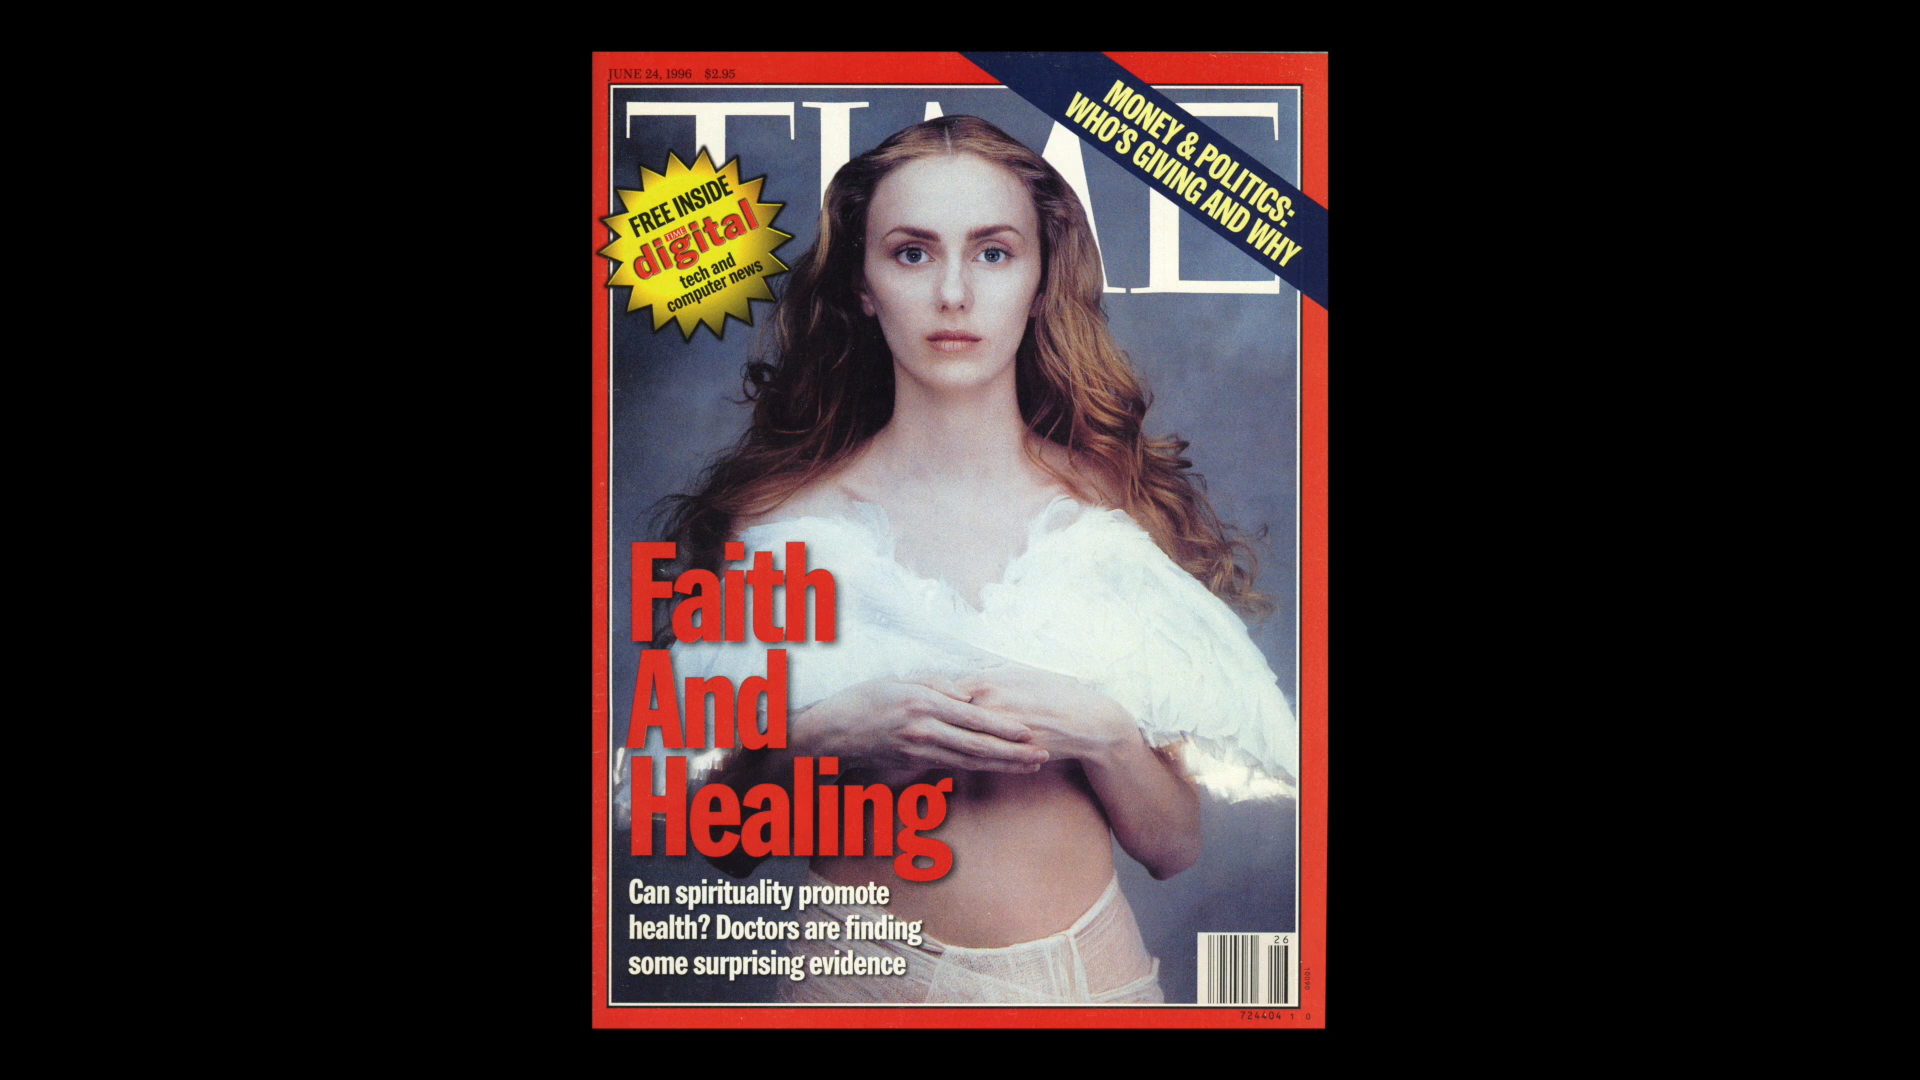 JUNE 24, 1996 $2.95
TIME
MONEY & POLITICS:
WHO'S GIVING AND WHY
FREE INSIDE
TIME
digital
tech and
computer news
Faith
And
Healing
Can spirituality promote
health? Doctors are finding
some surprising evidence
26
08081
724404 1 0